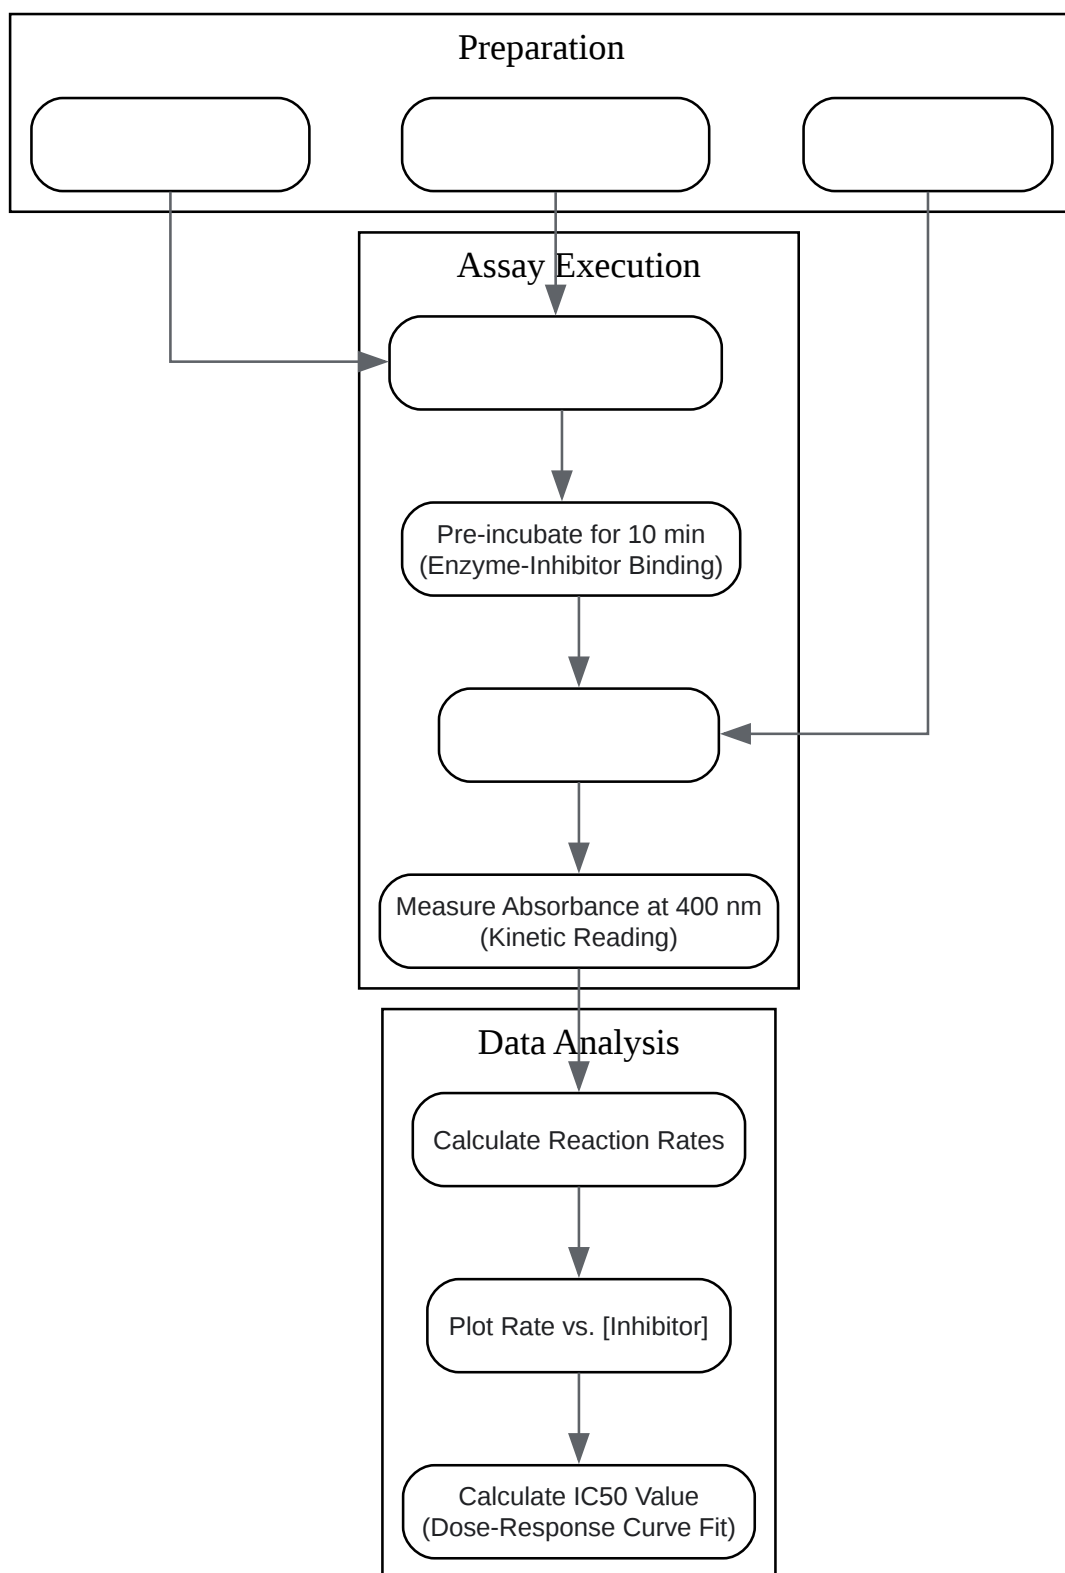 Preparation
Assay Execution
Pre-incubate for 10 min
(Enzyme-Inhibitor Binding)
Measure Absorbance at 400 nm
(Kinetic Reading)
Data Analysis
Calculate Reaction Rates
Plot Rate vs. [Inhibitor]
Calculate IC50 Value
(Dose-Response Curve Fit)